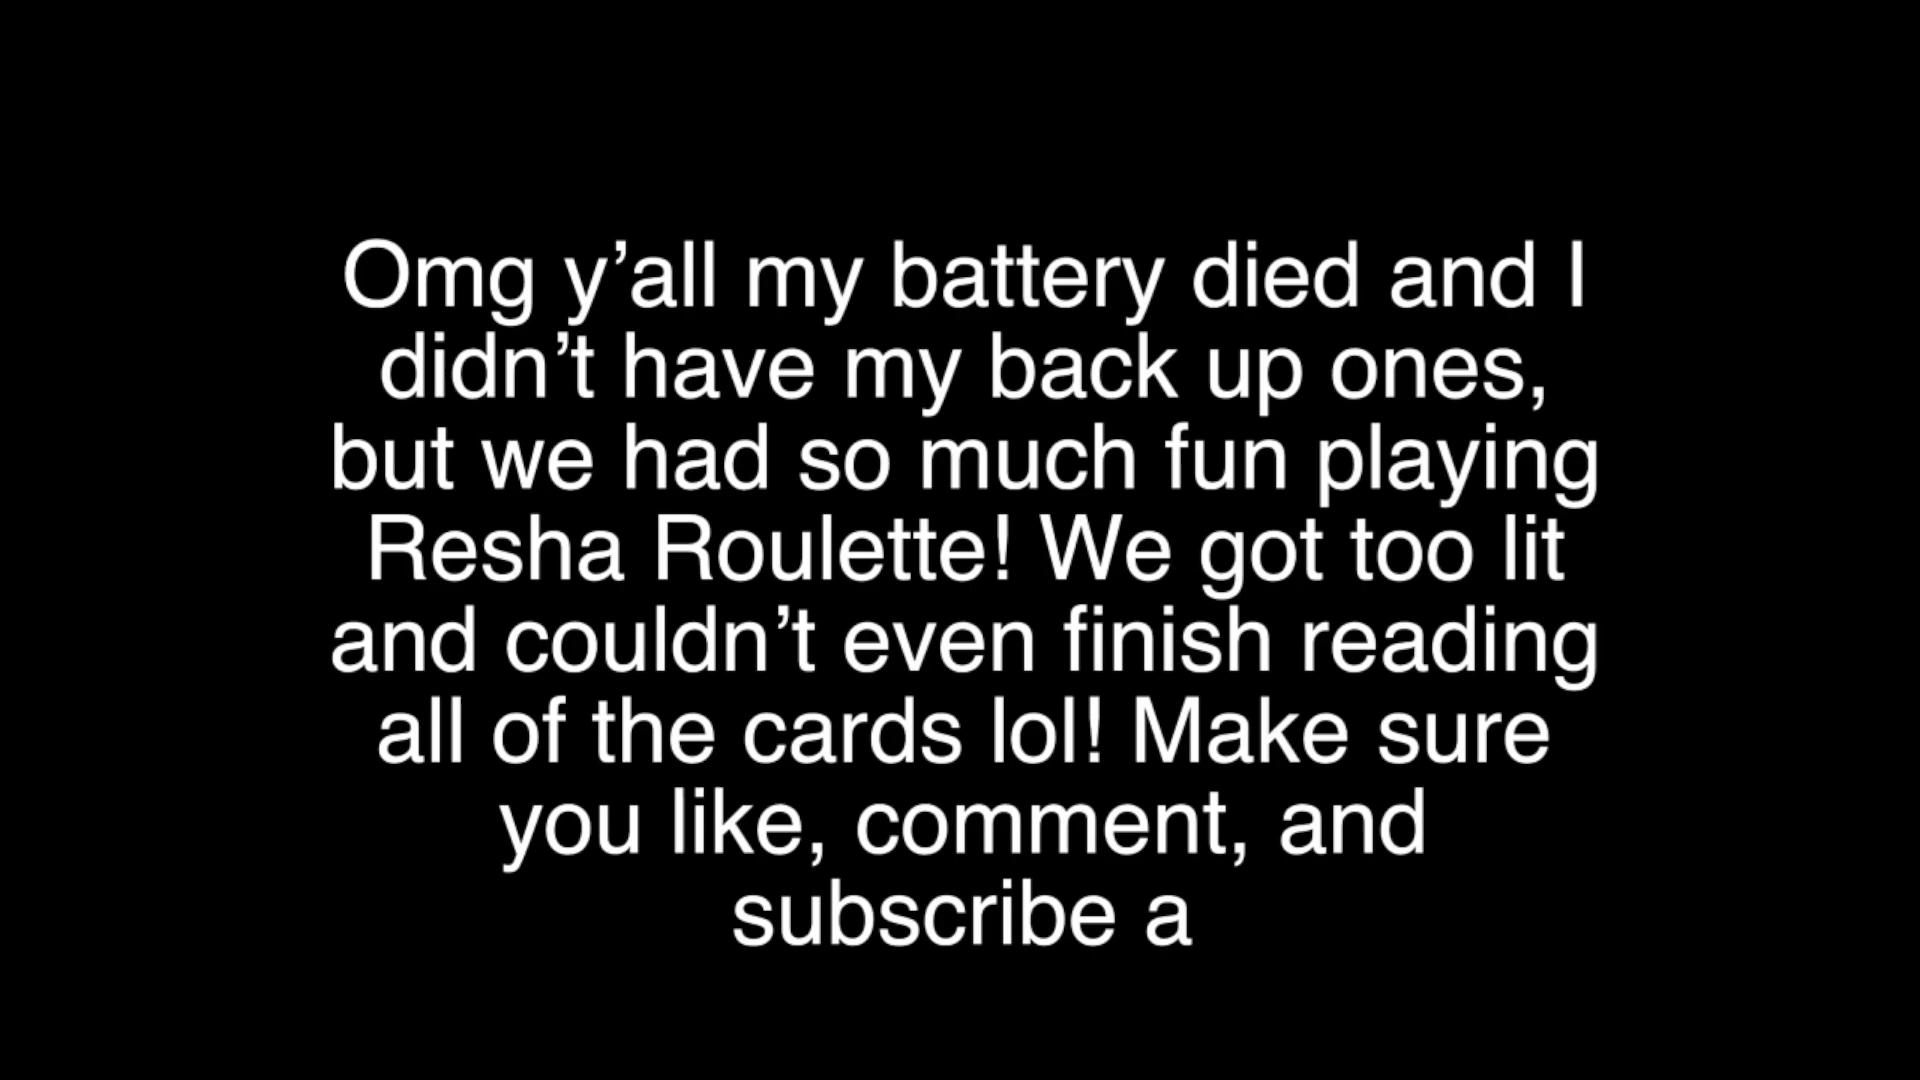 Omg y’all my battery died and I
didn’t have my back up ones,
but we had so much fun playing
Resha Roulette! We got too lit
and couldn’t even finish reading
all of the cards lol! Make sure
you like, comment, and
subscribe a